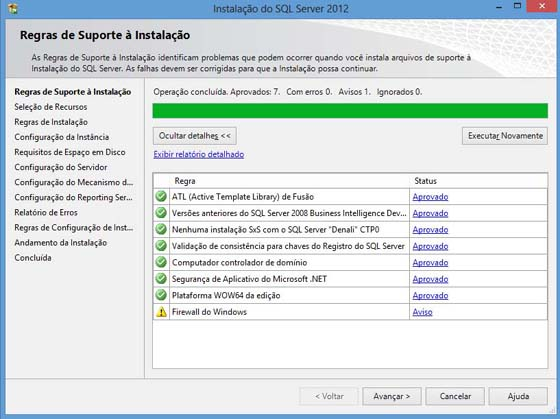 Instalação do SQL Server 2012
Regras de Suporte à Instalação
As Regras de Suporte à Instalação identificam problemas que podem ocorrer quando você instala arquivos de suporte à
Instalação do SQL Server. As falhas devem ser corrigidas para que a Instalação possa continuar.
Regras de Suporte à Instalação
Seleção de Recursos
Regras de Instalação
Configuração da Instância
Requisitos de Espaço em Disco
Configuração do Servidor
Configuração do Mecanismo d...
Configuração do Reporting Ser...
Relatório de Erros
Regras de Configuração de Inst...
Andamento da Instalação
Concluída
Operação concluída. Aprovados: 7. Com erros 0. Avisos 1. Ignorados 0.
Ocultar detalhes <<
Executar Novamente
Exibir relatório detalhado
Regra Status
ATL (Active Template Library) de Fusão Aprovado
Versões anteriores do SQL Server 2008 Business Intelligence Dev... Aprovado
Nenhuma instalação SxS com o SQL Server "Denali" CTP0 Aprovado
Validação de consistência para chaves do Registro do SQL Server Aprovado
Computador controlador de domínio Aprovado
Segurança de Aplicativo do Microsoft .NET Aprovado
Plataforma WOW64 da edição Aprovado
Firewall do Windows Aviso
< Voltar Avançar > Cancelar Ajuda